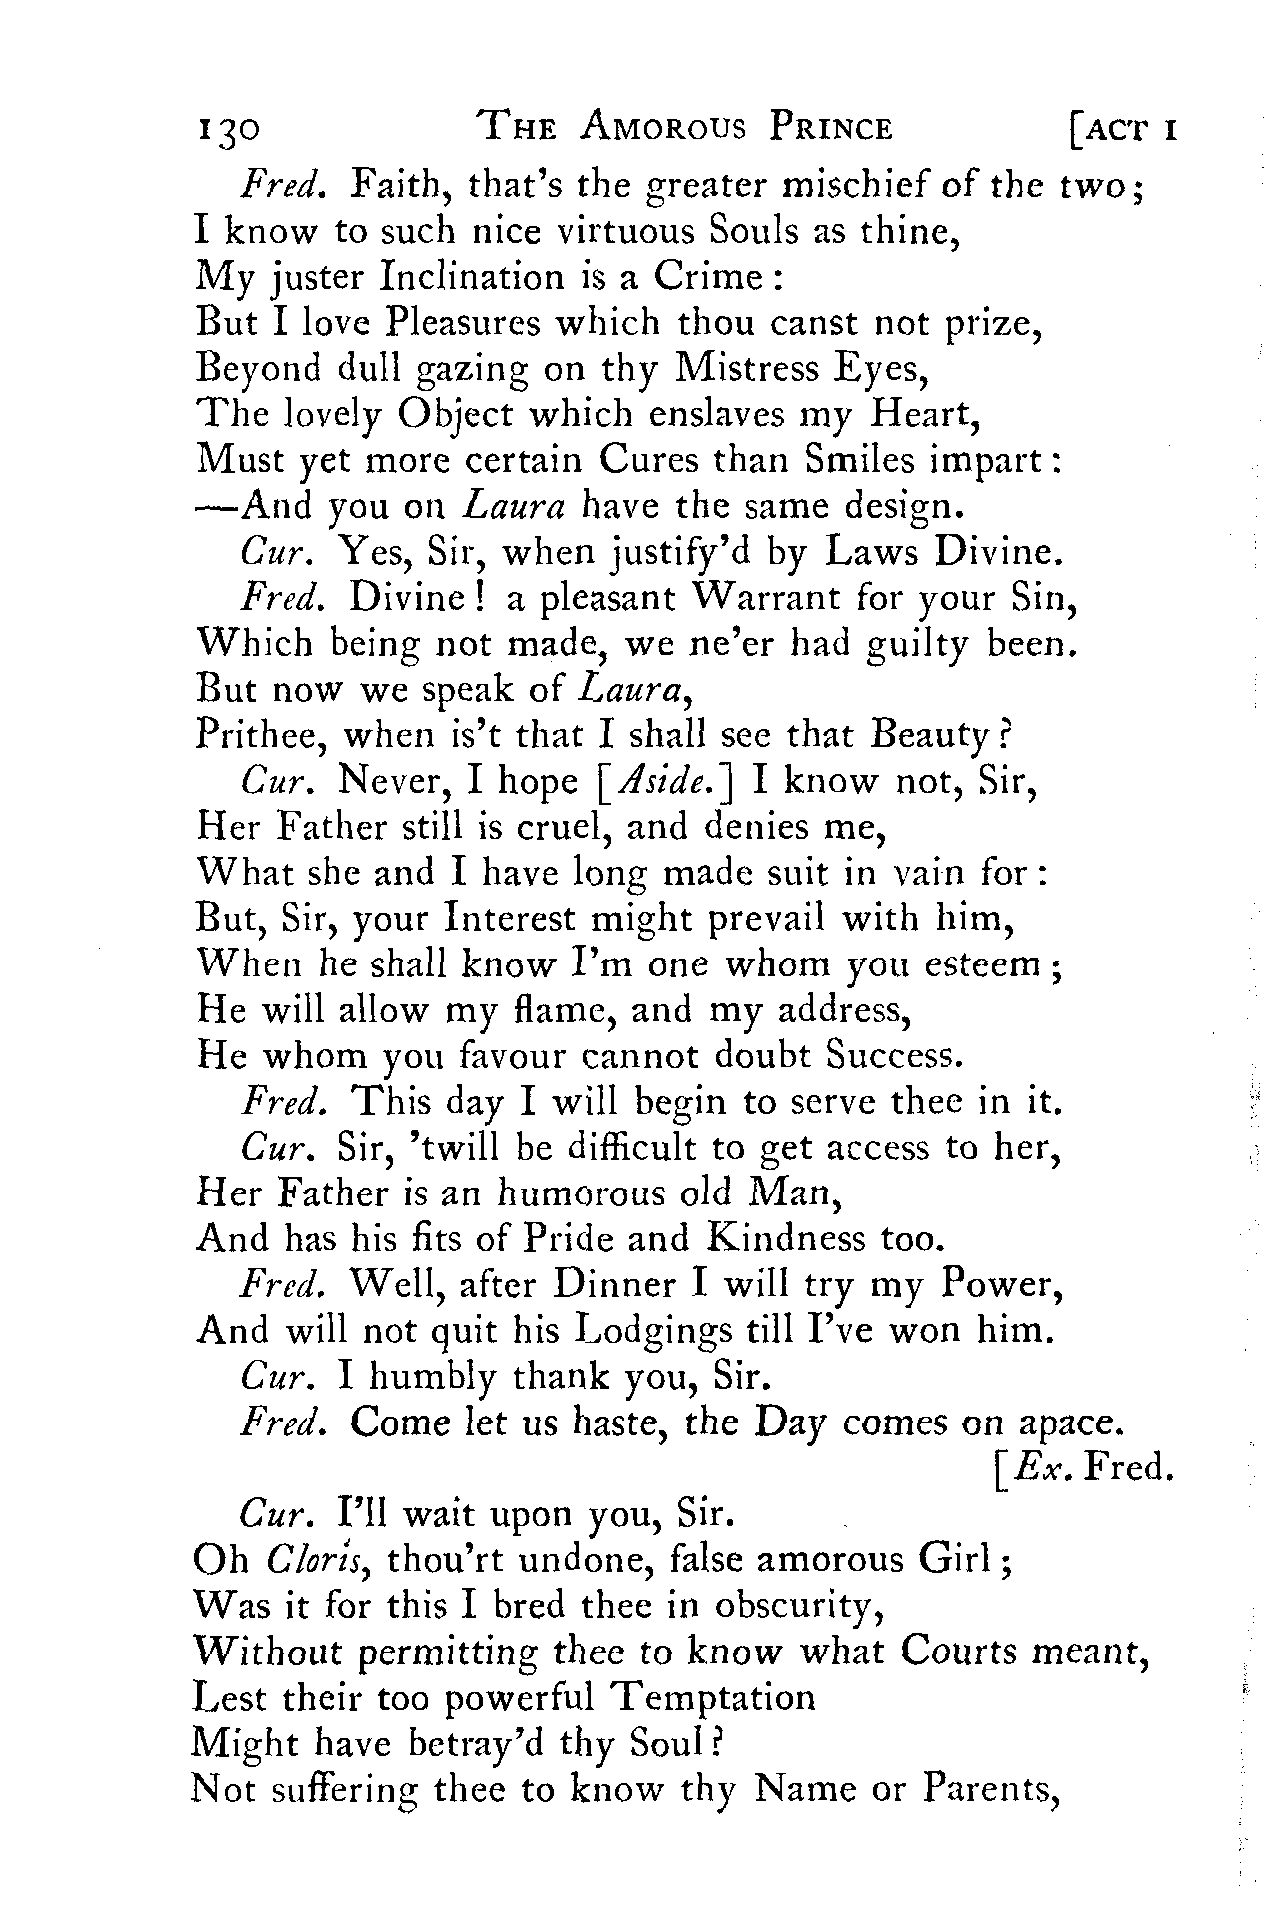 130 THE AMOROUS PRINCE [ACT I
Fred. Faith, that's the greater mischief of the two;
I know to such nice virtuous Souls as thine,
My juster Inclination is a Crime:
But I love Pleasures which thou canst not prize,
Beyond dull gazing on thy Mistress Eyes,
The lovely Object which enslaves my Heart,
Must yet more certain Cures than Smiles impart:
—And you on Laura have the same design.
Cur. Yes, Sir, when justify'd by Laws Divine.
Fred. Divine! a pleasant Warrant for your Sin,
Which being not made, we ne'er had guilty been.
But now we speak of Laura,
Prithee, when is't that I shall see that Beauty?
Cur. Never, I hope [Aside.] I know not, Sir,
Her Father still is cruel, and denies me,
What she and I have long made suit in vain for:
But, Sir, your Interest might prevail with him,
When he shall know I'm one whom you esteem;
He will allow my flame, and my address,
He whom you favour cannot doubt Success.
Fred. This day I will begin to serve thee in it.
Cur. Sir, 'twill be difficult to get access to her,
Her Father is an humorous old Man,
And has his fits of Pride and Kindness too.
Fred. Well, after Dinner I will try my Power,
And will not quit his Lodgings till I've won him.
Cur. I humbly thank you, Sir.
Fred. Come let us haste, the Day comes on apace.
[Ex. Fred.
Cur. I'll wait upon you, Sir.
Oh Cloris, thou'rt undone, false amorous Girl;
Was it for this I bred thee in obscurity,
Without permitting thee to know what Courts meant,
Lest their too powerful Temptation
Might have betray'd thy Soul?
Not suffering thee to know thy Name or Parents,